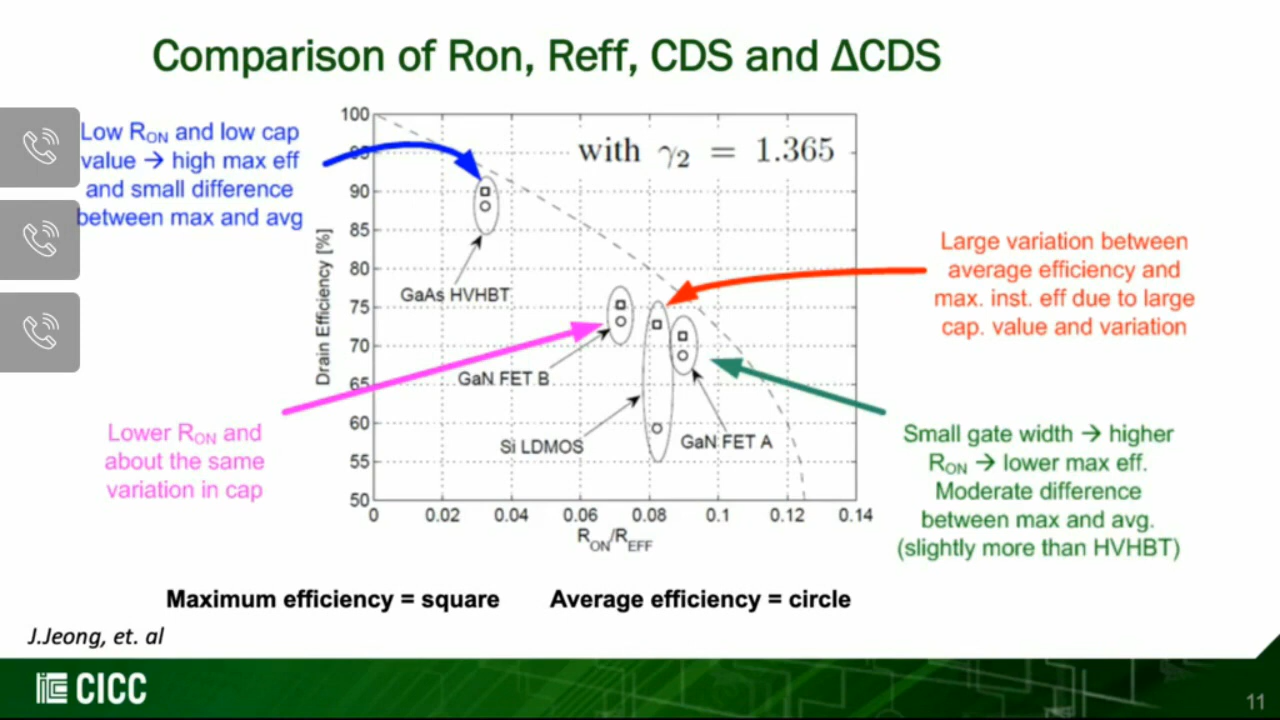 Comparison of Ron, Reff, CDS and ΔCDS
Low RON and low cap
value → high max eff
and small difference
between max and avg
with γ2 = 1.365
100
95
90
85
80
75
70
65
60
55
50
Drain Efficiency [%]
GaAs HVHBT
GaN FET B
Si LDMOS
GaN FET A
0
0.02
0.04
0.06
0.08
0.1
0.12
0.14
RON/REFF
Large variation between
average efficiency and
max. inst. eff due to large
cap. value and variation
Lower RON and
about the same
variation in cap
Small gate width → higher
RON → lower max eff.
Moderate difference
between max and avg.
(slightly more than HVHBT)
Maximum efficiency = square
Average efficiency = circle
J.Jeong, et. al
CICC
11